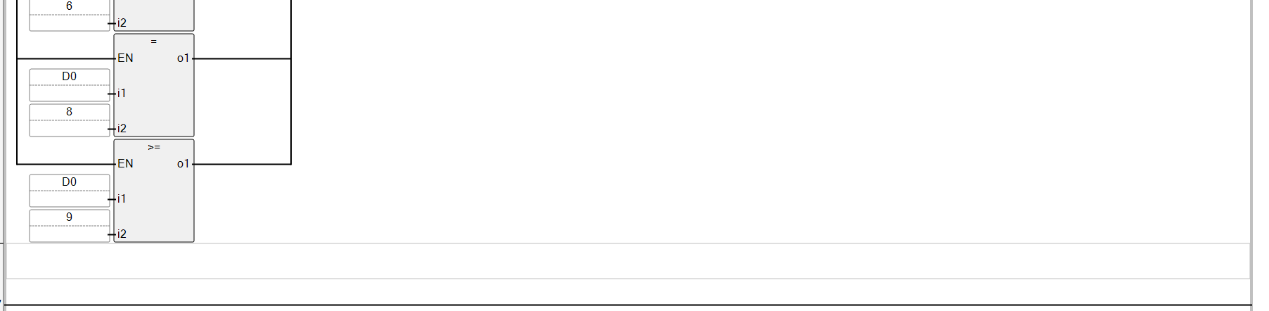 6
i2
=
EN o1
D0
i1
8
i2
>=
EN o1
D0
i1
9
i2